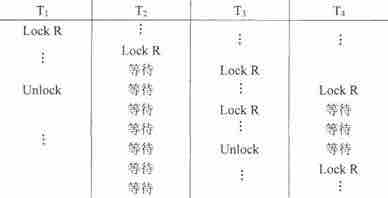 T₁ T₂ T₃ T₄
Lock R ⋮ ⋮ ⋮
⋮ Lock R
等待 Lock R
Unlock 等待 ⋮ Lock R
等待 Lock R 等待
⋮ 等待 ⋮ 等待
等待 Unlock 等待
等待 ⋮ Lock R
等待 ⋮